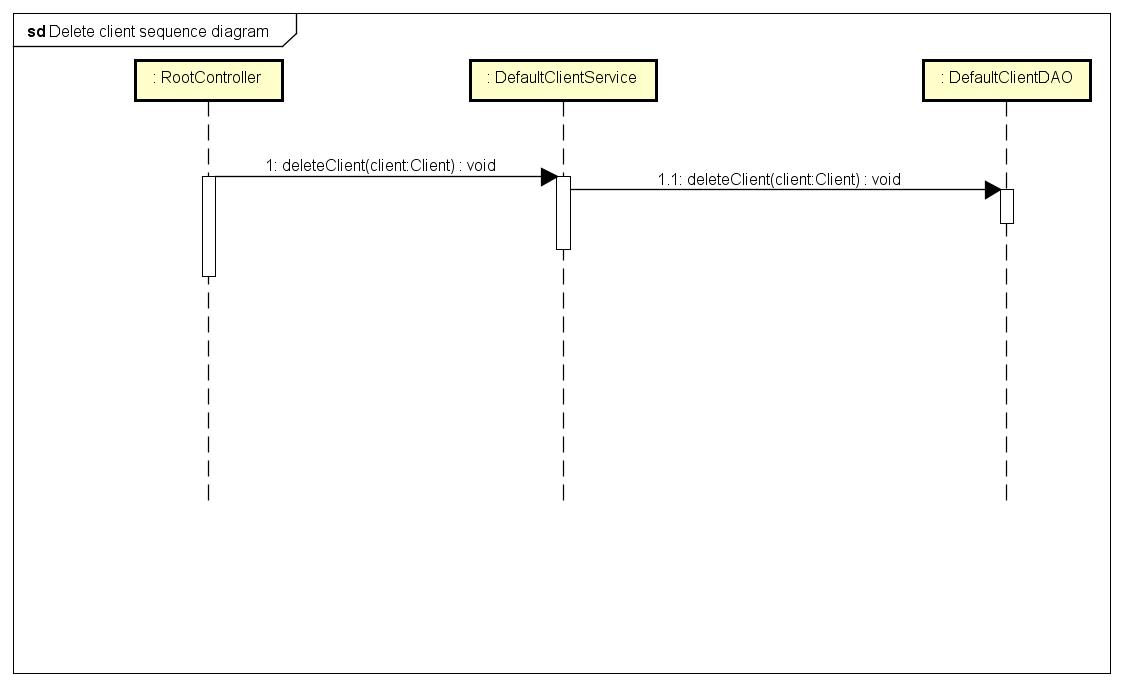 sd Delete client sequence diagram
: RootController
: DefaultClientService
: DefaultClientDAO
1: deleteClient(client:Client) : void
1.1: deleteClient(client:Client) : void